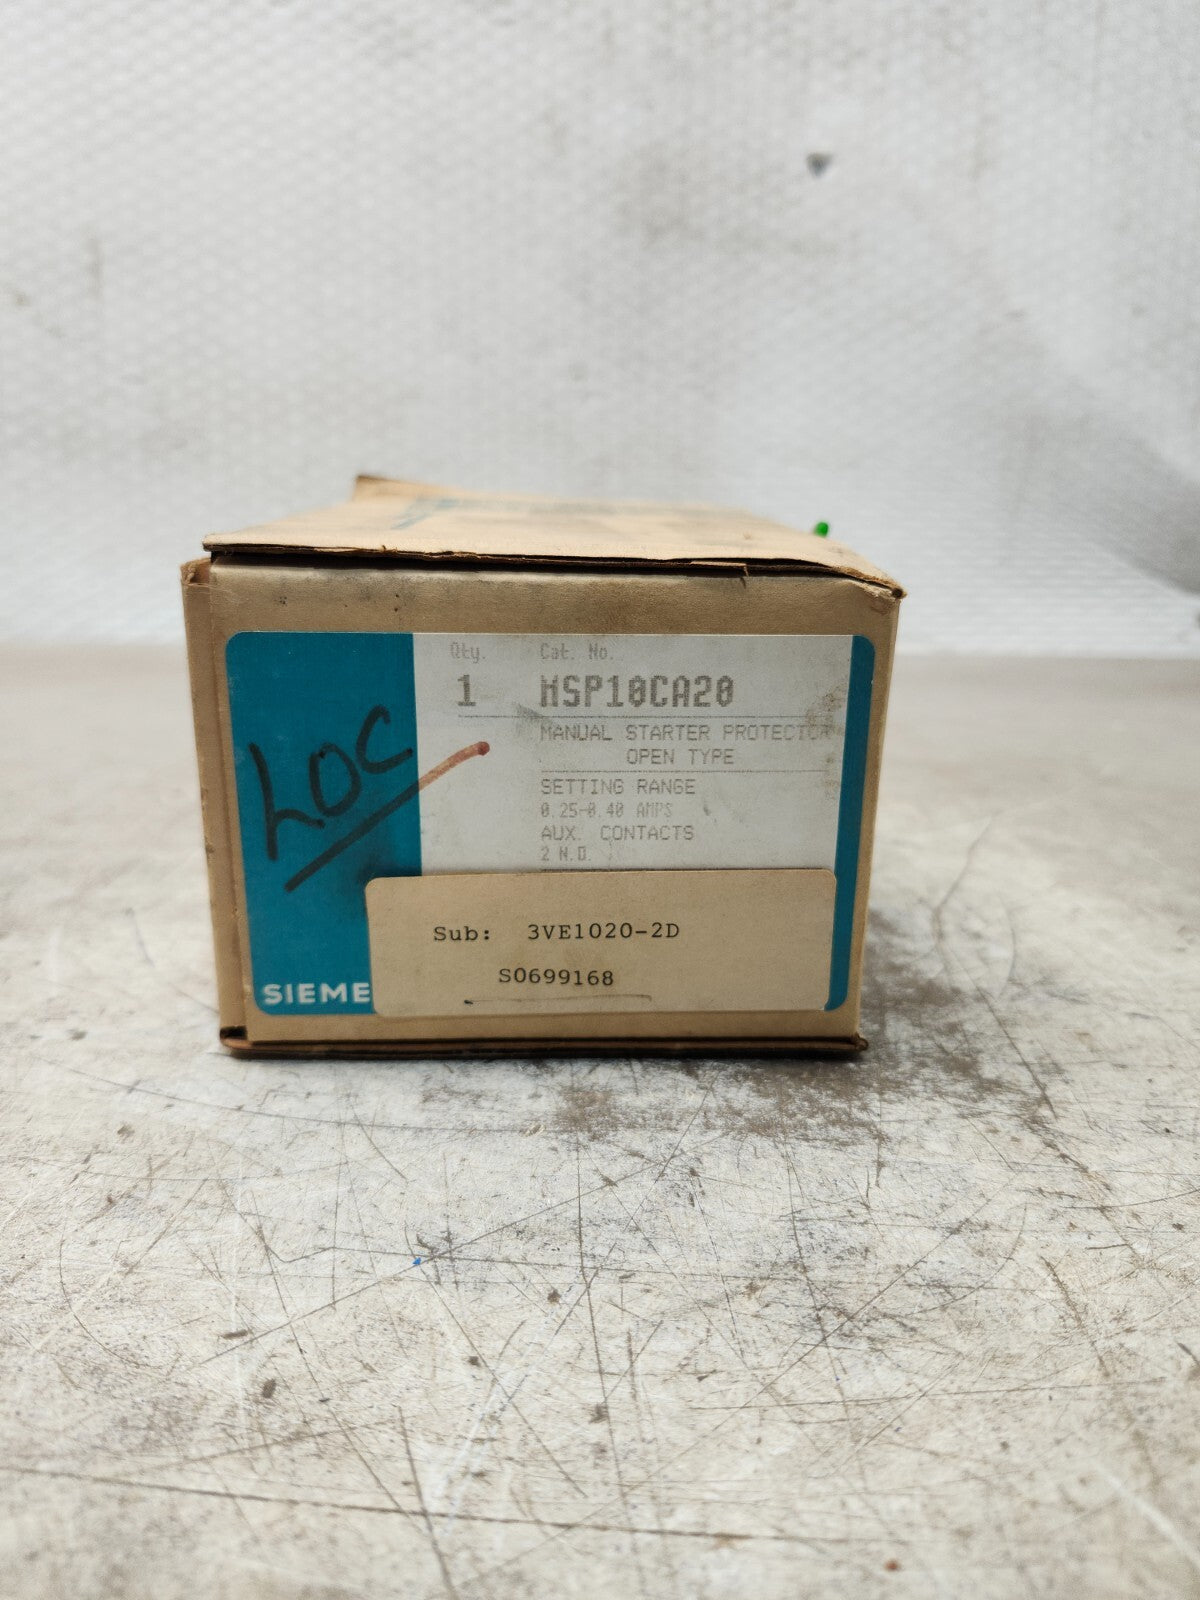 Qty. Cat. No.
1 MSP10CA20
MANUAL STARTER PROTECTOR
OPEN TYPE
SETTING RANGE
0.25-0.40 AMPS
AUX. CONTACTS
2 N.O.
LOC
Sub: 3VE1020-2D
S0699168
SIEME